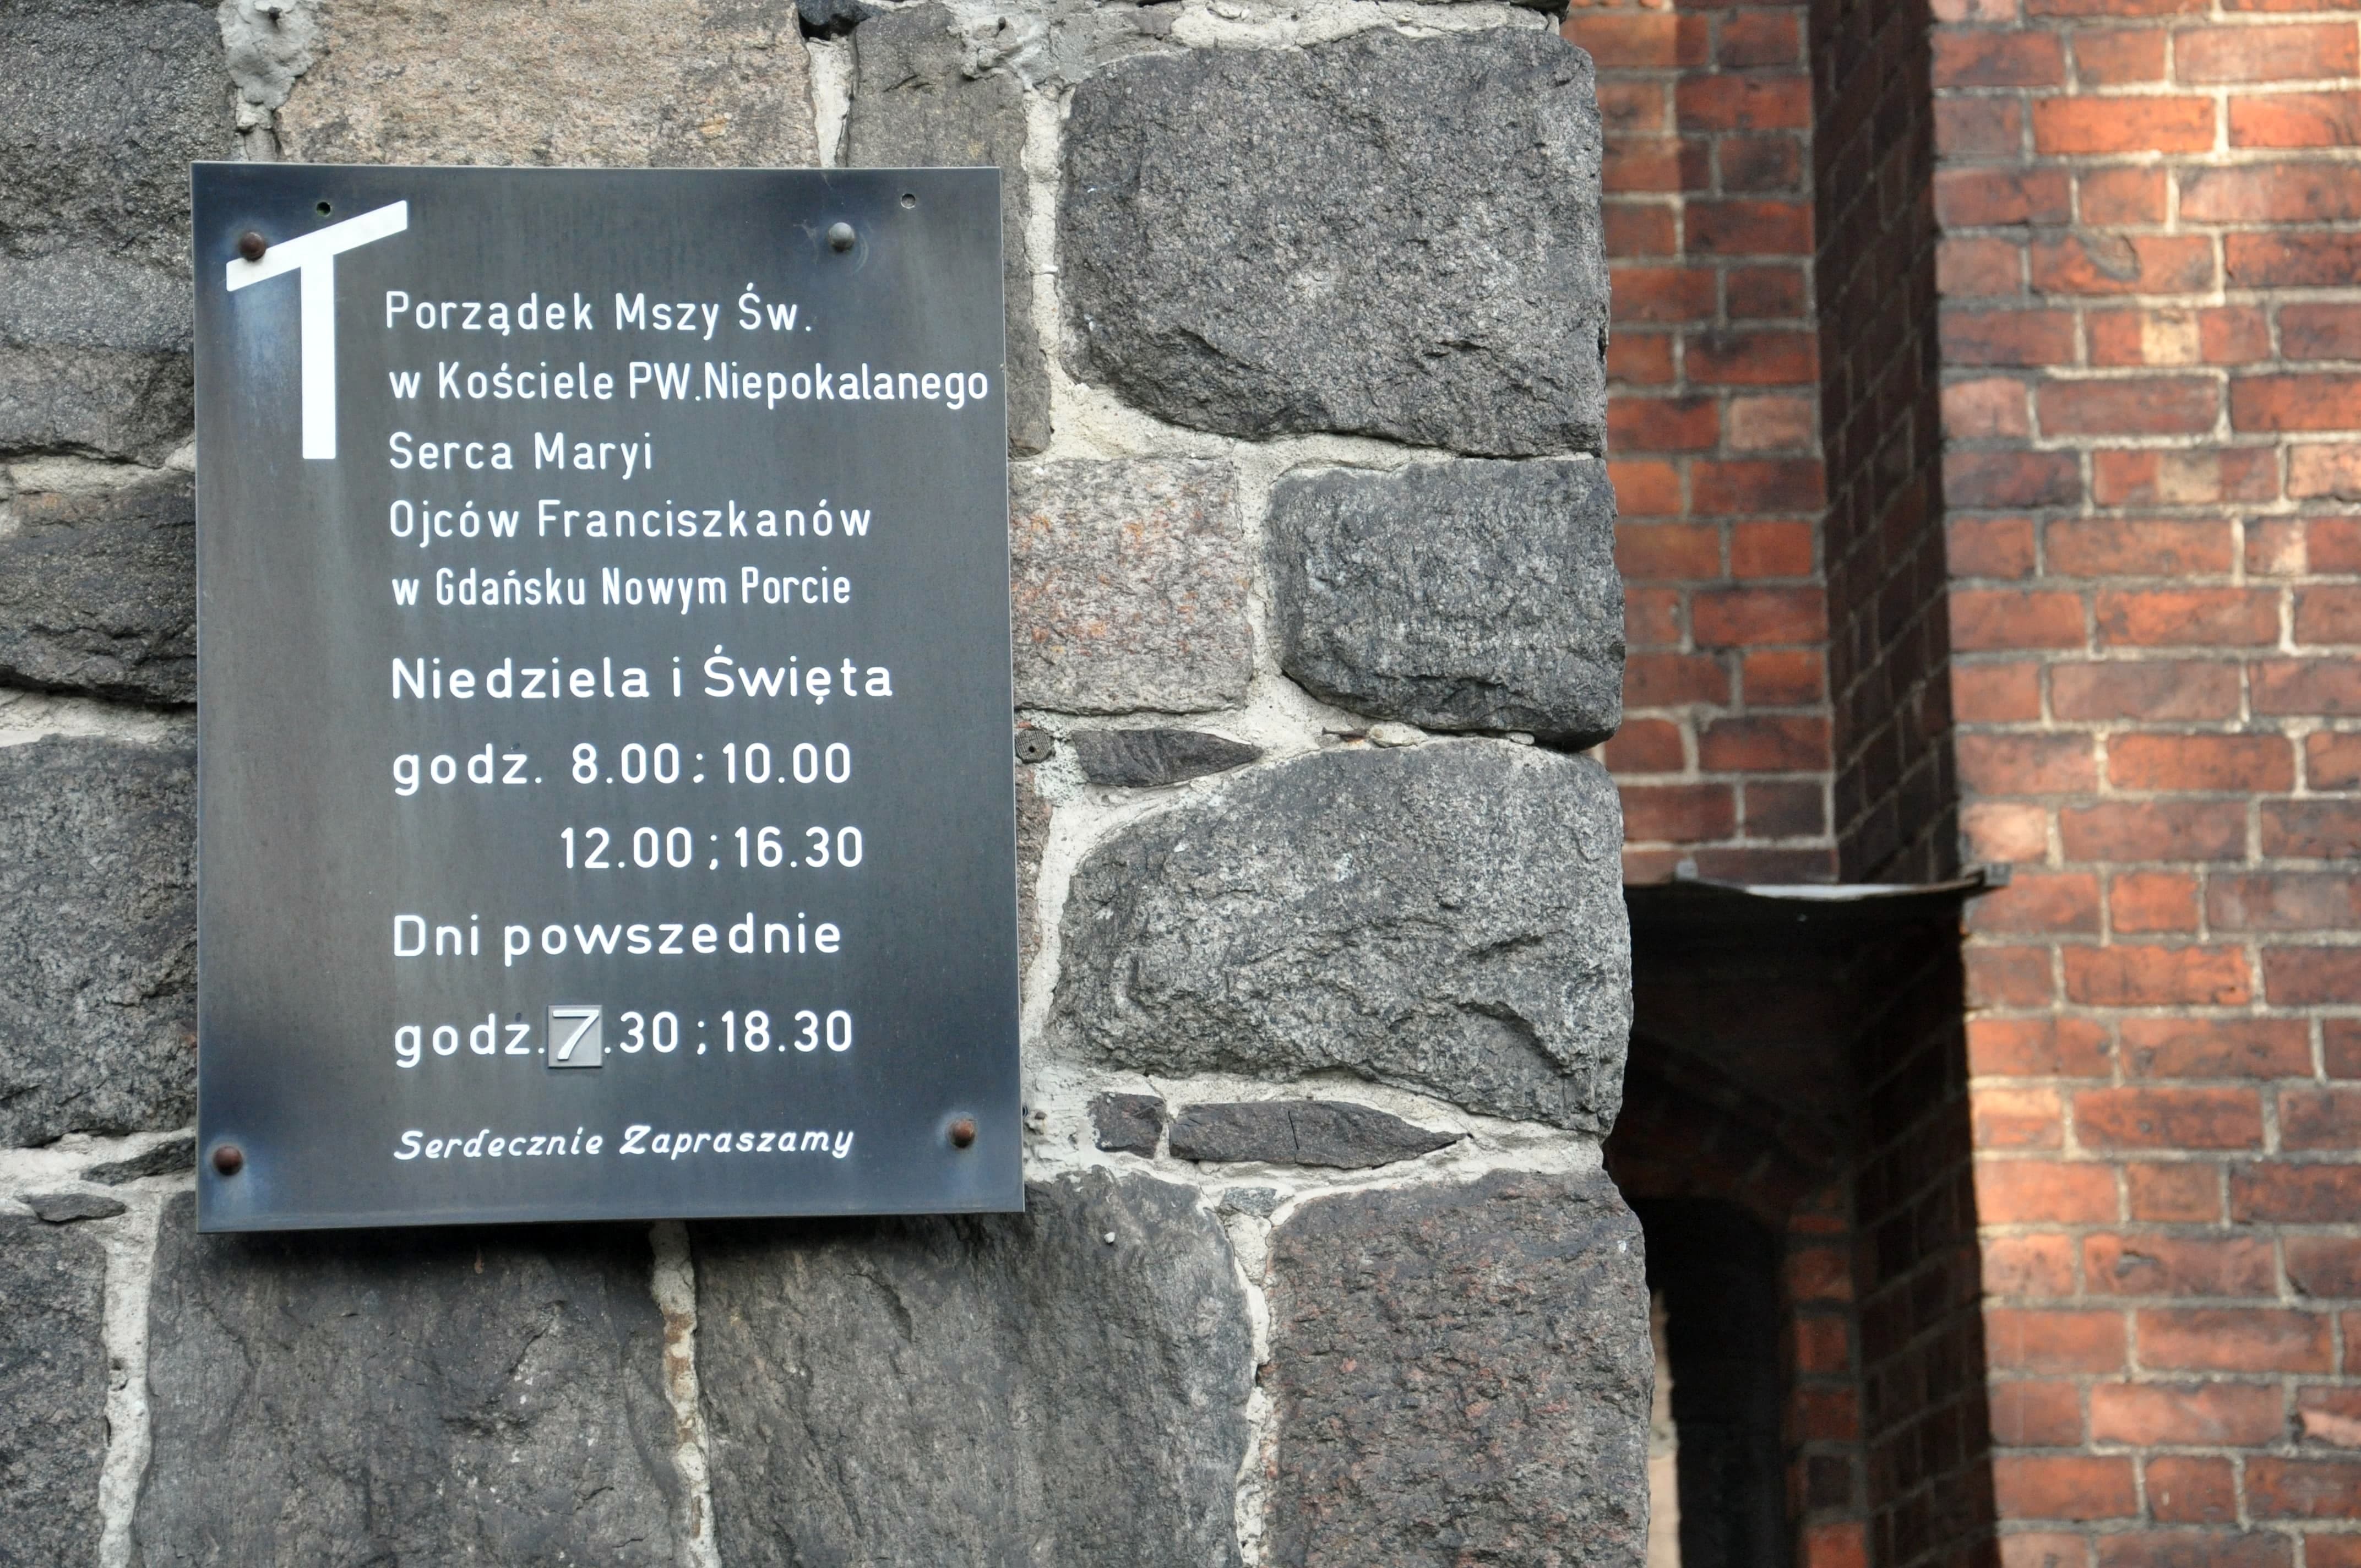 Porządek Mszy Św.
w Kościele PW.Niepokalanego
Serca Maryi
Ojców Franciszkanów
w Gdańsku Nowym Porcie
Niedziela i Święta
godz. 8.00 ; 10.00
12.00 ; 16.30
Dni powszednie
godz. 7.30 ; 18.30
Serdecznie Zapraszamy